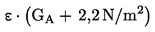 ε · (G_A + 2,2 N/m²)